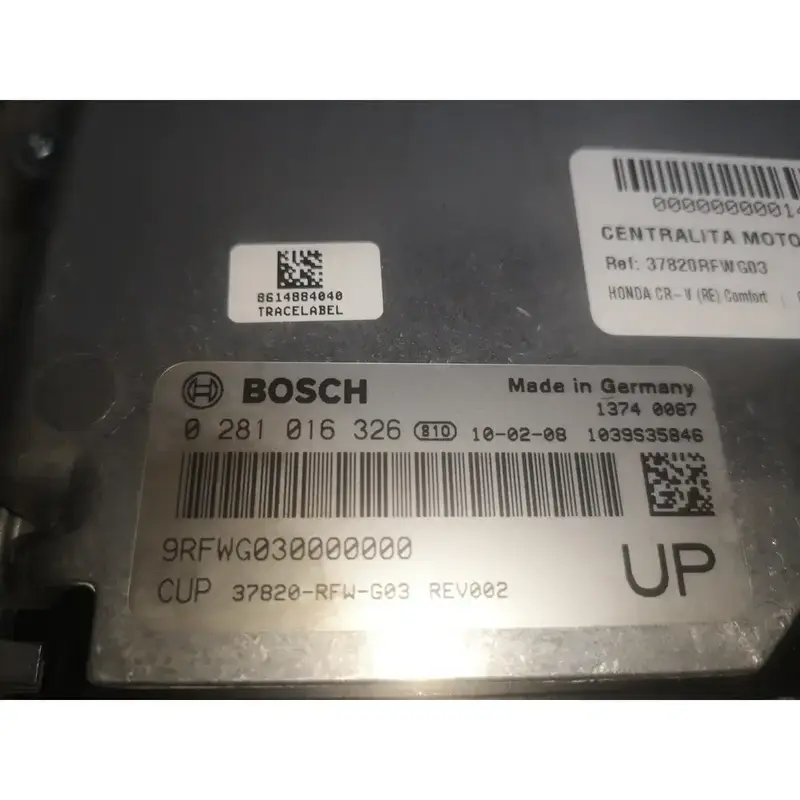 0000000001
CENTRALITA MOTO
Ref: 37820RFWG03
HONDA CR-V (RE) Comfort
8614884040
TRACELABEL
BOSCH
Made in Germany
1374 0087
0 281 016 326 810 10-02-08 1039S35846
9RFWG030000000
UP
CUP 37820-RFW-G03 REV002